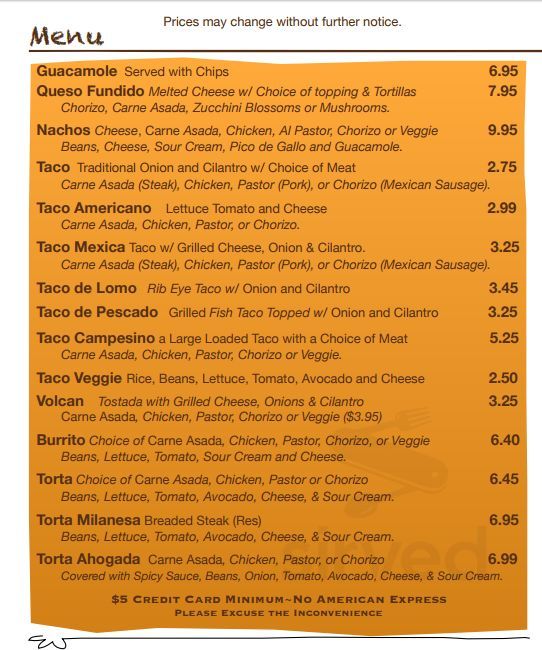 Prices may change without further notice.
Menu
Guacamole Served with Chips 6.95
Queso Fundido Melted Cheese w/ Choice of topping & Tortillas 7.95
Chorizo, Carne Asada, Zucchini Blossoms or Mushrooms.
Nachos Cheese, Carne Asada, Chicken, Al Pastor, Chorizo or Veggie 9.95
Beans, Cheese, Sour Cream, Pico de Gallo and Guacamole.
Taco Traditional Onion and Cilantro w/ Choice of Meat 2.75
Carne Asada (Steak), Chicken, Pastor (Pork), or Chorizo (Mexican Sausage).
Taco Americano Lettuce Tomato and Cheese 2.99
Carne Asada, Chicken, Pastor, or Chorizo.
Taco Mexica Taco w/ Grilled Cheese, Onion & Cilantro. 3.25
Carne Asada (Steak), Chicken, Pastor (Pork), or Chorizo (Mexican Sausage).
Taco de Lomo Rib Eye Taco w/ Onion and Cilantro 3.45
Taco de Pescado Grilled Fish Taco Topped w/ Onion and Cilantro 3.25
Taco Campesino a Large Loaded Taco with a Choice of Meat 5.25
Carne Asada, Chicken, Pastor, Chorizo or Veggie.
Taco Veggie Rice, Beans, Lettuce, Tomato, Avocado and Cheese 2.50
Volcan Tostada with Grilled Cheese, Onions & Cilantro 3.25
Carne Asada, Chicken, Pastor, Chorizo or Veggie ($3.95)
Burrito Choice of Carne Asada, Chicken, Pastor, Chorizo, or Veggie 6.40
Beans, Lettuce, Tomato, Sour Cream and Cheese.
Torta Choice of Carne Asada, Chicken, Pastor or Chorizo 6.45
Beans, Lettuce, Tomato, Avocado, Cheese, & Sour Cream.
Torta Milanesa Breaded Steak (Res) 6.95
Beans, Lettuce, Tomato, Avocado, Cheese, & Sour Cream.
sirved
Torta Ahogada Carne Asada, Chicken, Pastor, or Chorizo 6.99
Covered with Spicy Sauce, Beans, Onion, Tomato, Avocado, Cheese, & Sour Cream.
$5 Credit Card Minimum~No American Express
Please Excuse the Inconvenience